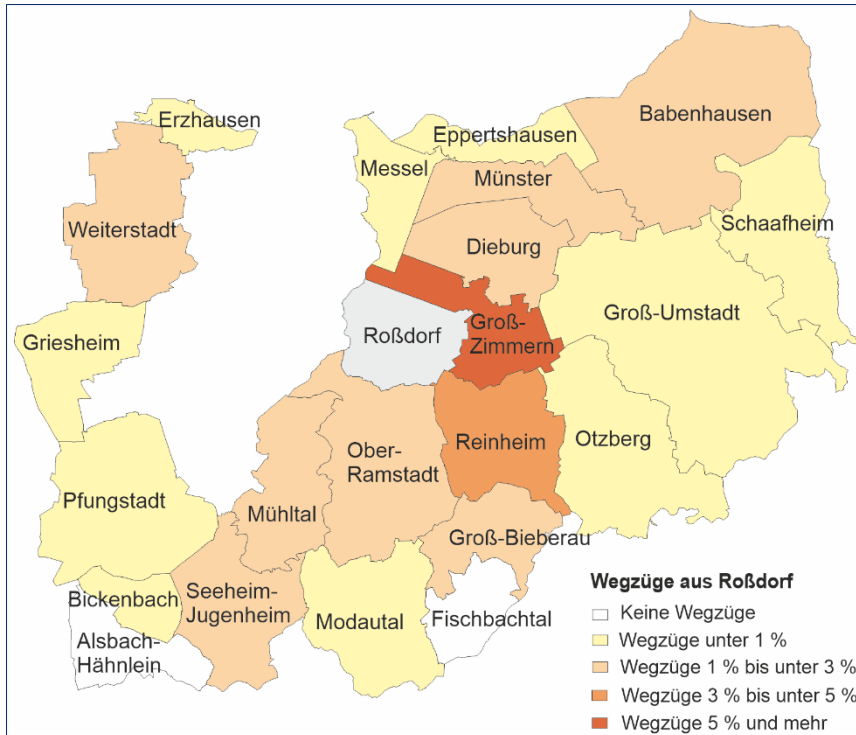 Erzhausen
Babenhausen
Eppertshausen
Messel
Münster
Schaafheim
Weiterstadt
Dieburg
Groß-Umstadt
Groß-
Zimmern
Roßdorf
Griesheim
Reinheim
Otzberg
Ober-
Ramstadt
Pfungstadt
Mühltal
Groß-Bieberau
Seeheim-
Jugenheim
Bickenbach
Modautal
Fischbachtal
Alsbach-
Hähnlein
Wegzüge aus Roßdorf
Keine Wegzüge
Wegzüge unter 1 %
Wegzüge 1 % bis unter 3 %
Wegzüge 3 % bis unter 5 %
Wegzüge 5 % und mehr